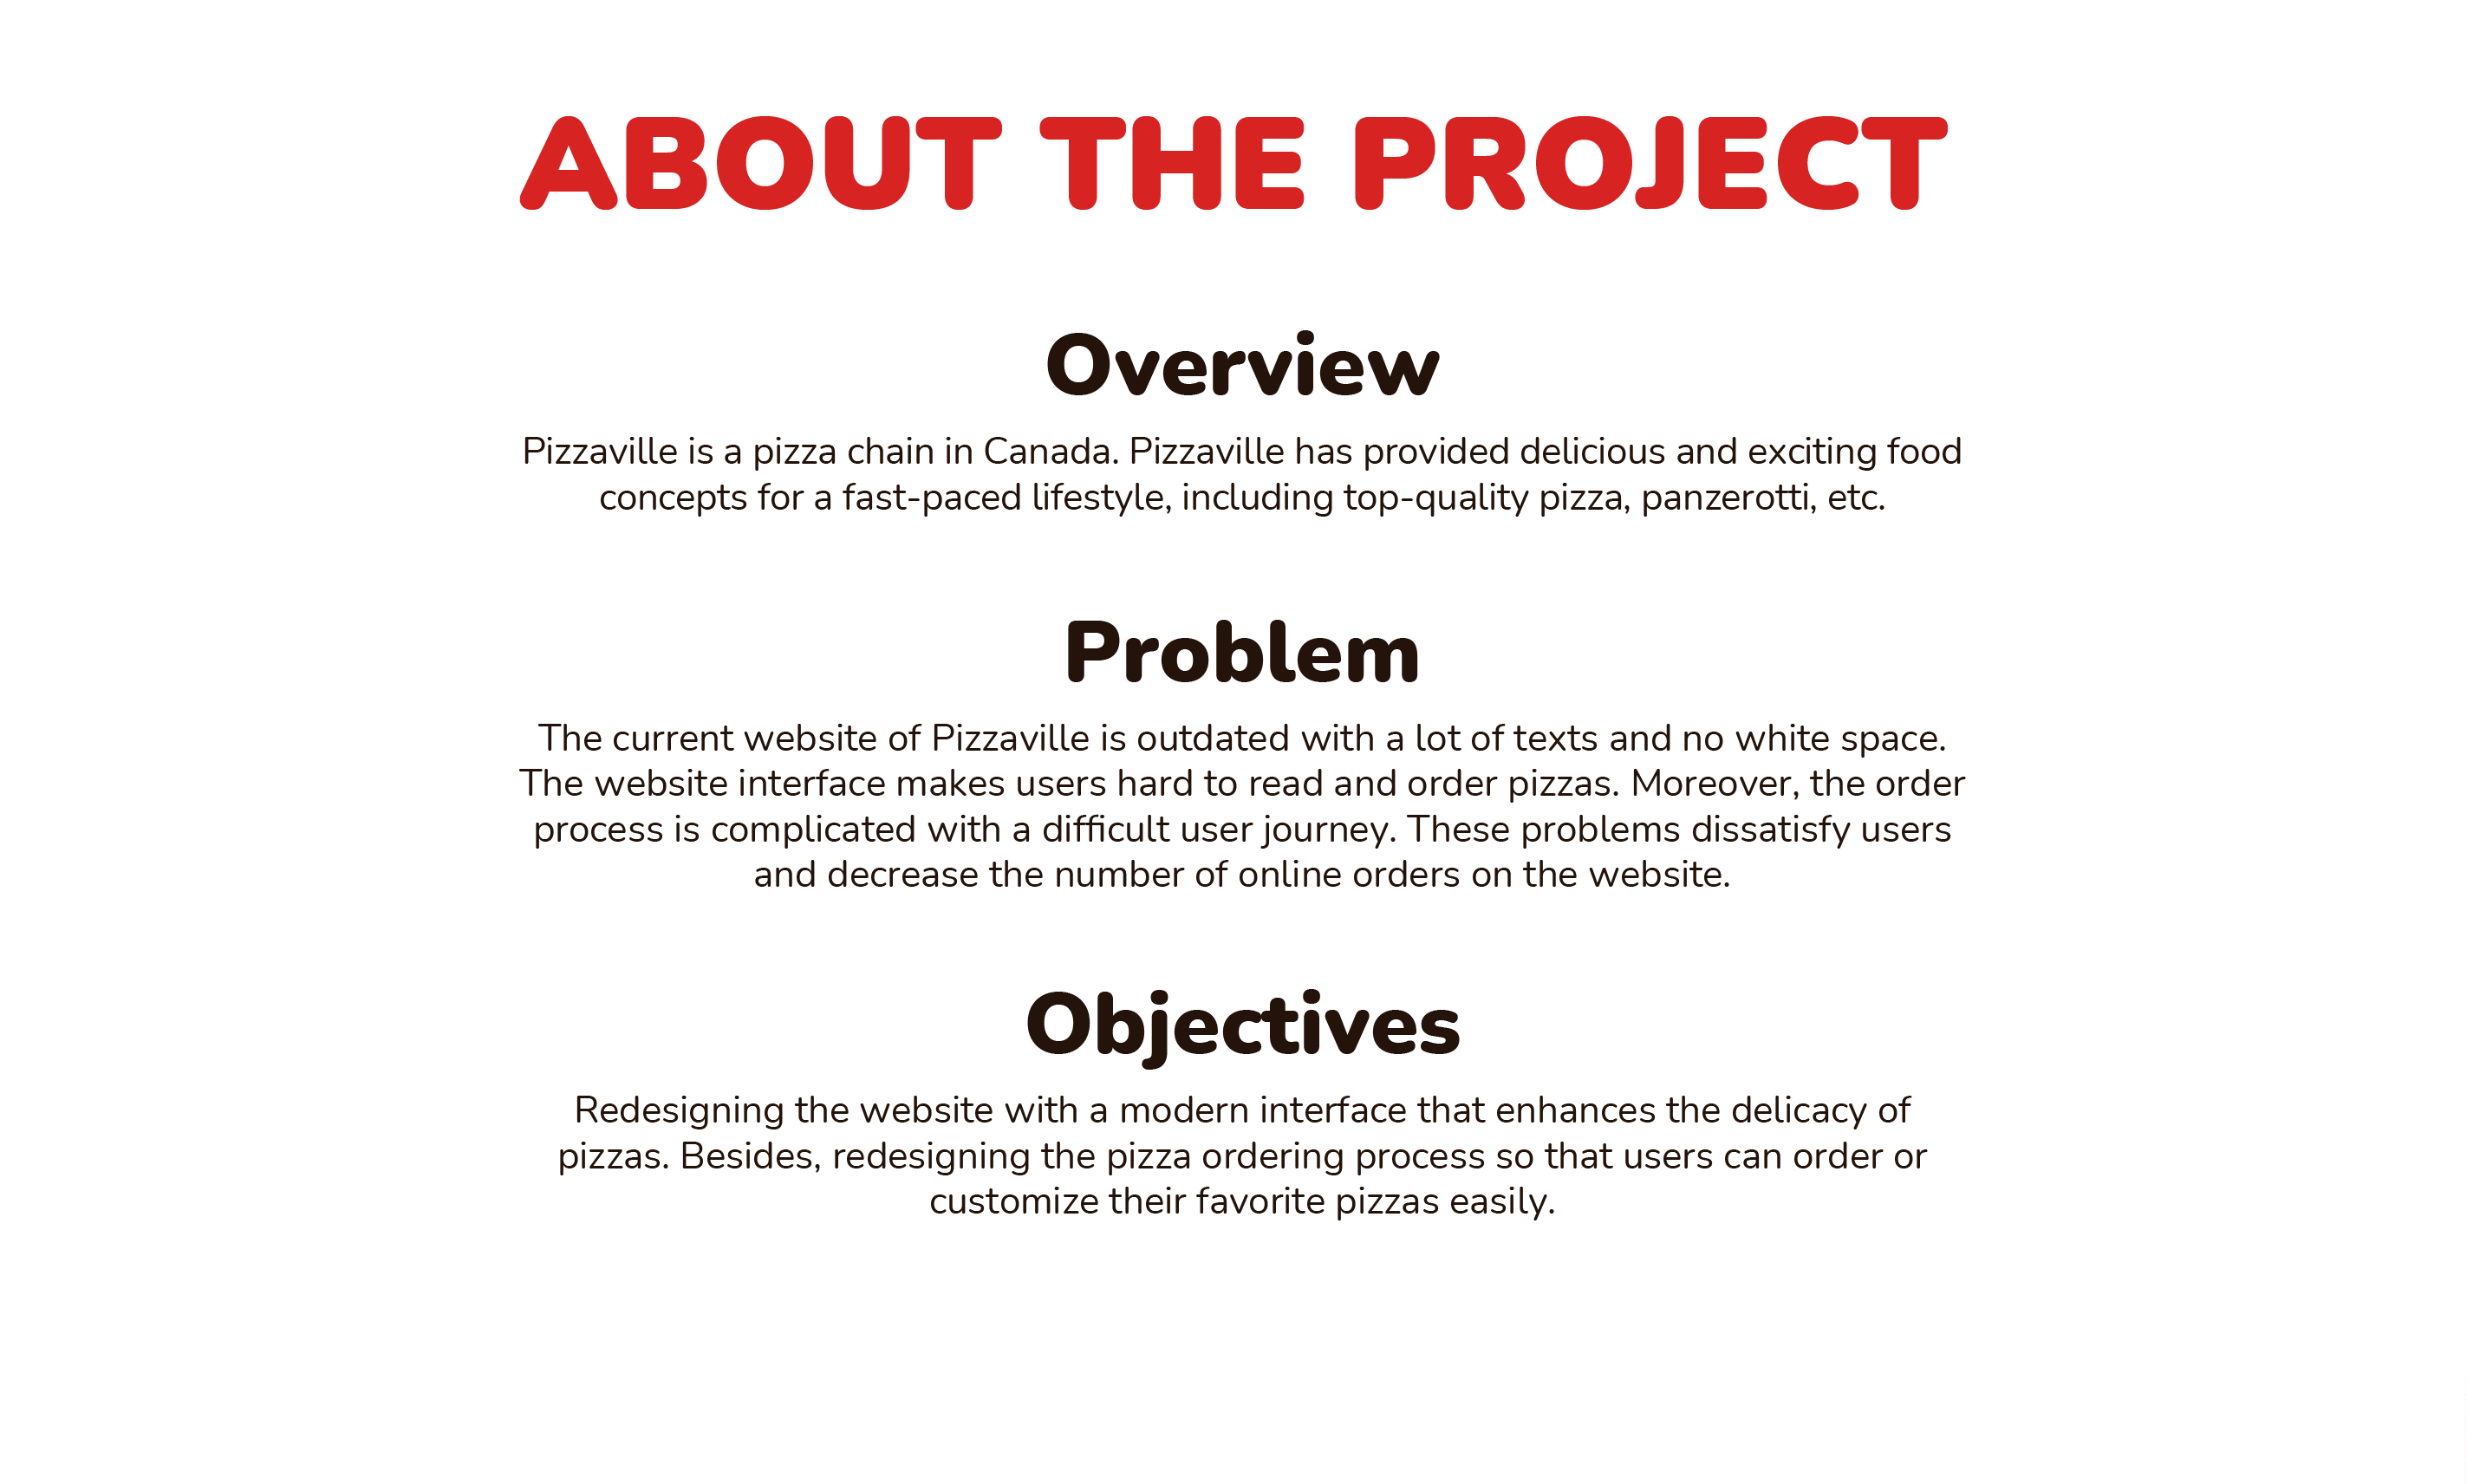 ABOUT THE PROJECT
Overview
Pizzaville is a pizza chain in Canada. Pizzaville has provided delicious and exciting food
concepts for a fast-paced lifestyle, including top-quality pizza, panzerotti, etc.
Problem
The current website of Pizzaville is outdated with a lot of texts and no white space.
The website interface makes users hard to read and order pizzas. Moreover, the order
process is complicated with a difficult user journey. These problems dissatisfy users
and decrease the number of online orders on the website.
Objectives
Redesigning the website with a modern interface that enhances the delicacy of
pizzas. Besides, redesigning the pizza ordering process so that users can order or
customize their favorite pizzas easily.